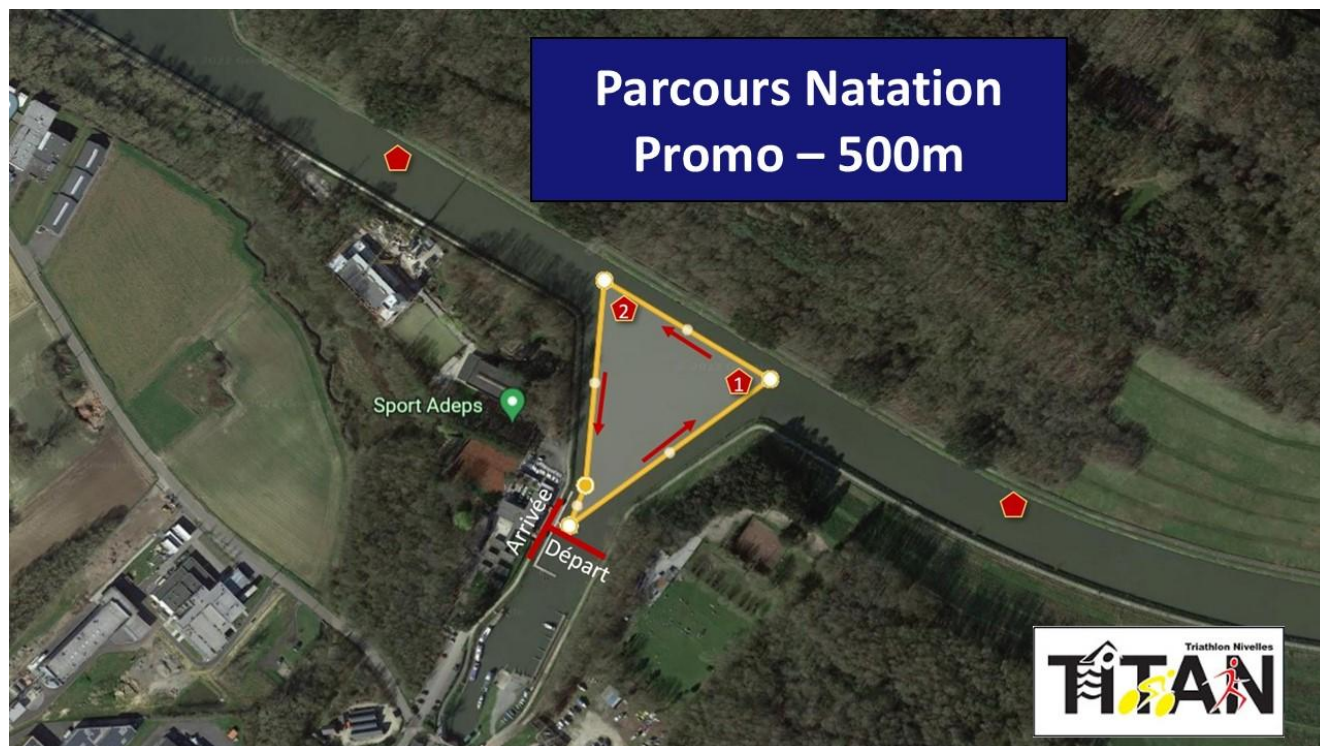 Parcours Natation
Promo – 500m
2
1
Sport Adeps
Arrivée
Départ
Triathlon Nivelles
TITAN